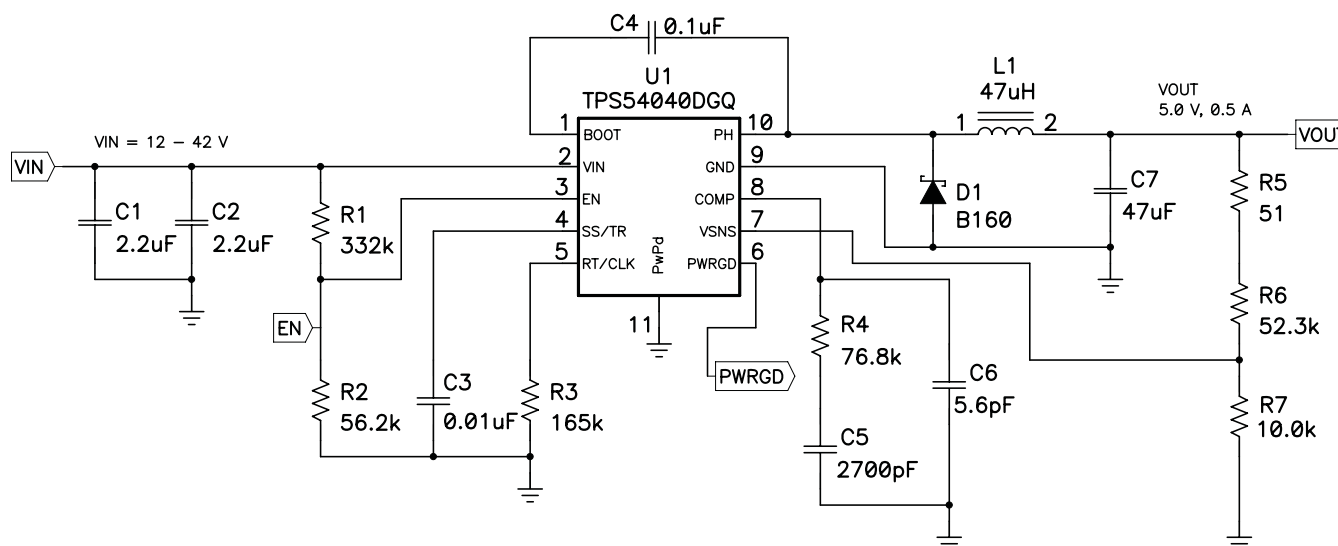 C4
0.1uF
U1
TPS54040DGQ
L1
47uH
VOUT
5.0 V, 0.5 A
VIN = 12 – 42 V
1
BOOT
PH
10
1
2
VOUT
VIN
2
VIN
GND
9
3
EN
COMP
8
4
SS/TR
VSNS
7
5
RT/CLK
PWRGD
6
PwPd
11
C1
2.2uF
C2
2.2uF
R1
332k
D1
B160
C7
47uF
R5
51
R6
52.3k
EN
R4
76.8k
PWRGD
R2
56.2k
C3
0.01uF
R3
165k
C6
5.6pF
C5
2700pF
R7
10.0k